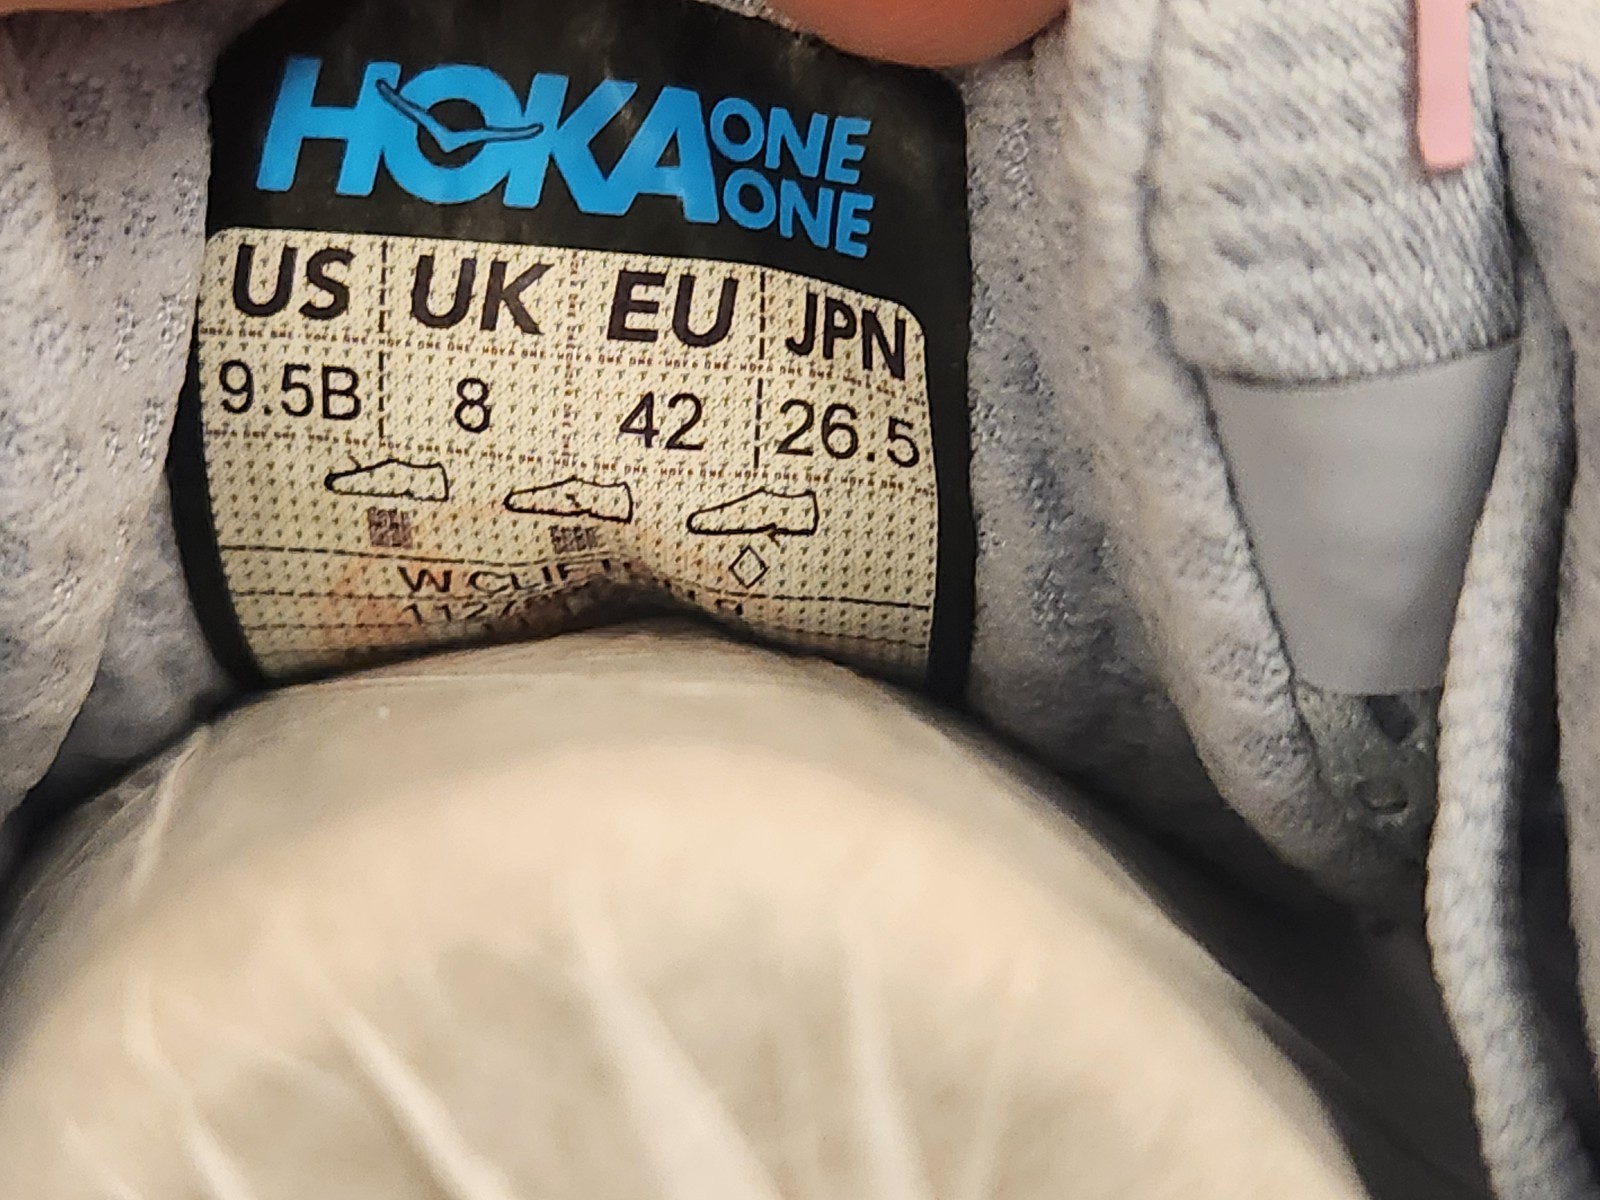 HOKA ONE ONE
US UK EU JPN
9.5B 8 42 26.5
W